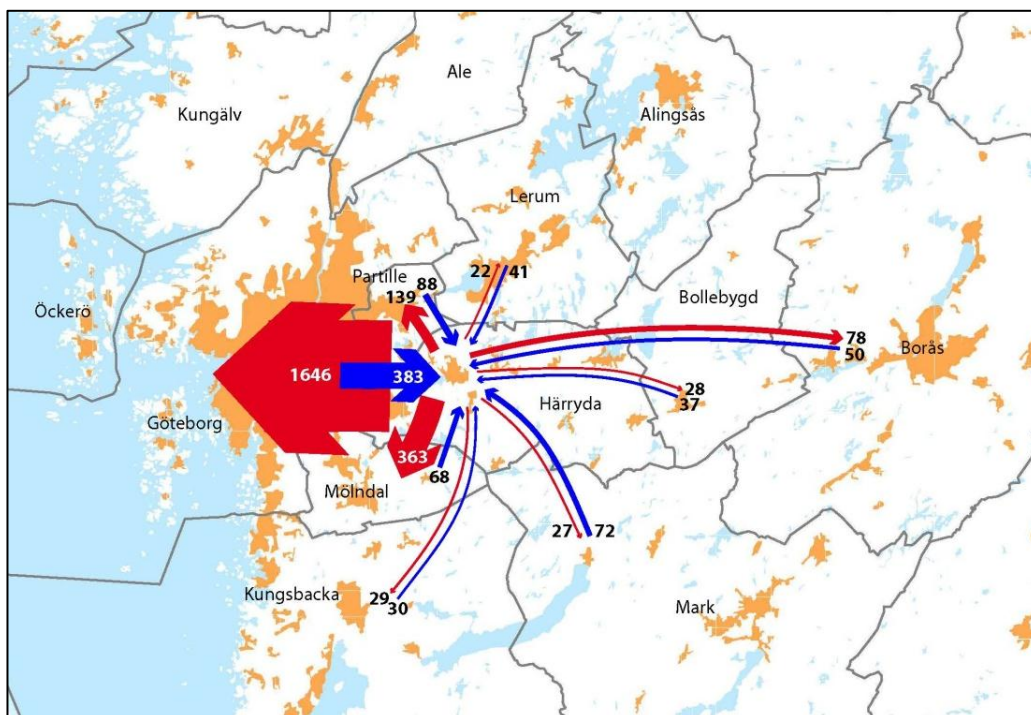 Ale
Kungälv
Alingsås
Lerum
Partille
88
139
22
41
Bollebygd
Öckerö
78
50
Borås
1646
383
28
37
Härryda
Göteborg
363
68
Mölndal
27
72
Kungsbacka
29
30
Mark